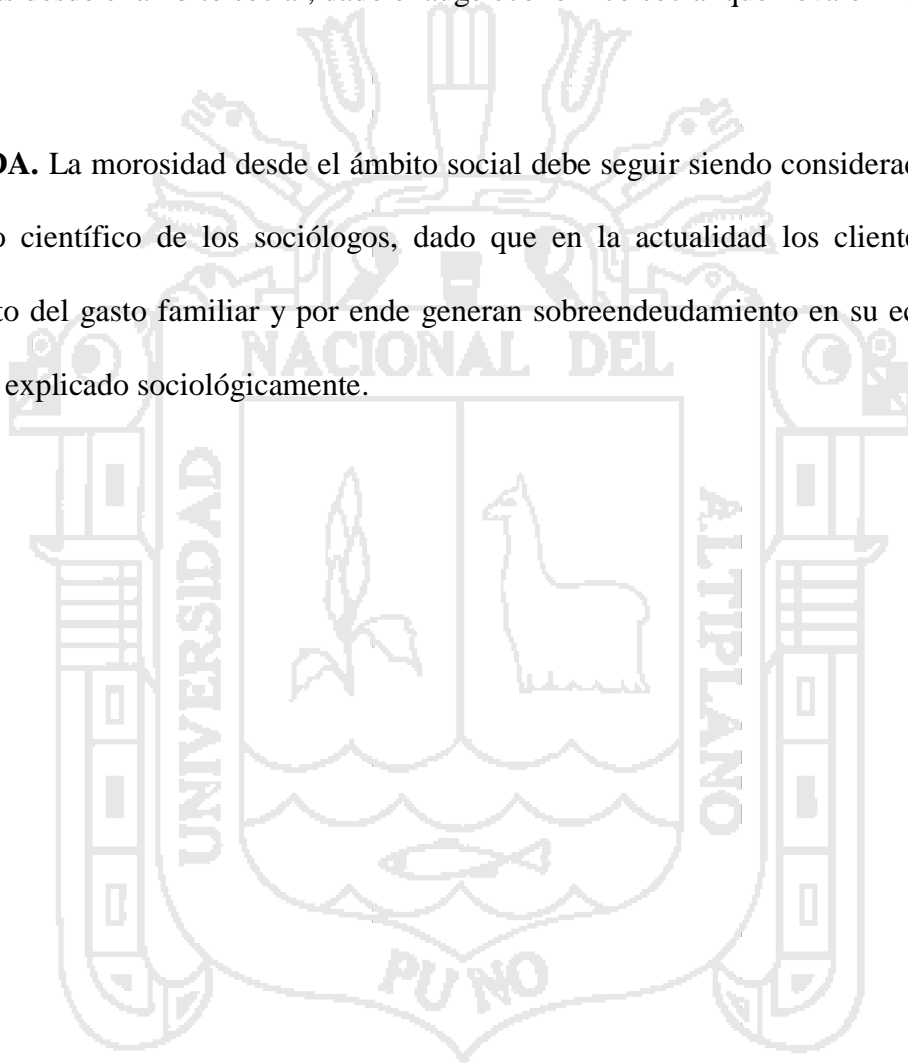 DA. La morosidad desde el ámbito social debe seguir siendo considerad
científico de los sociólogos, dado que en la actualidad los cliente
to del gasto familiar y por ende generan sobreendeudamiento en su ec
explicado sociológicamente.
NACIONAL DEL
UNIVERSIDAD
ALTIPLANO
PUNO